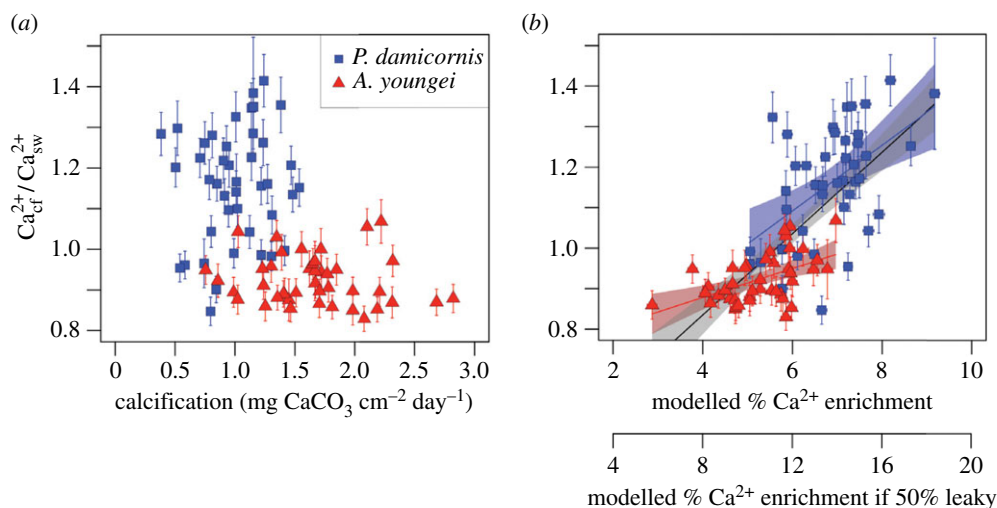 (a)
(b)
P. damicornis
A. youngei
1.4
1.2
1.0
0.8
Ca²⁺cf / Ca²⁺sw
0 0.5 1.0 1.5 2.0 2.5 3.0
calcification (mg CaCO₃ cm⁻² day⁻¹)
1.4
1.2
1.0
0.8
2 4 6 8 10
modelled % Ca²⁺ enrichment
4 8 12 16 20
modelled % Ca²⁺ enrichment if 50% leaky